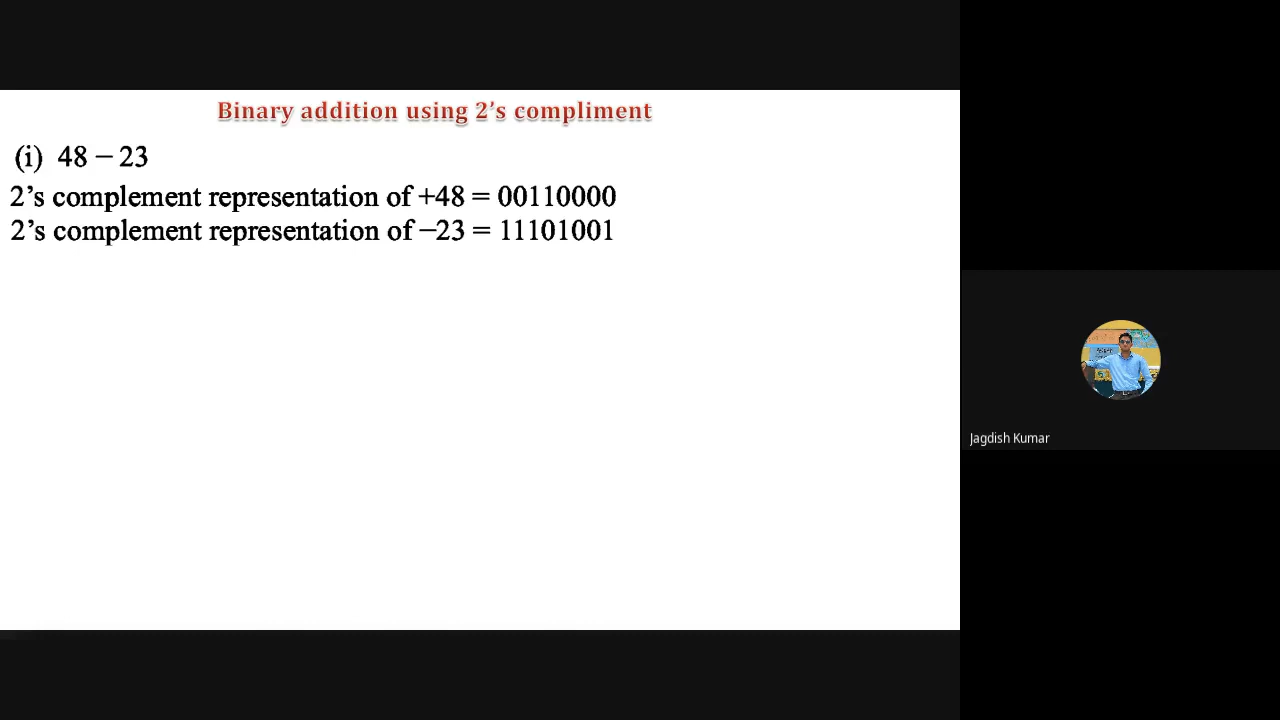 Binary addition using 2’s compliment
(i) 48 – 23
2’s complement representation of +48 = 00110000
2’s complement representation of –23 = 11101001
Jagdish Kumar